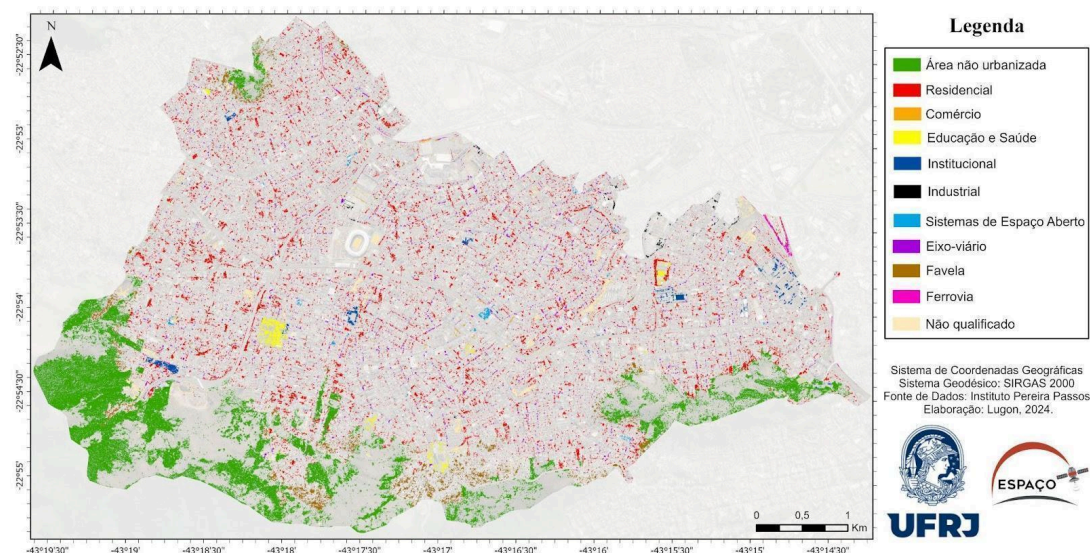 N
-22°52'30"
-22°53'
-22°53'30"
-22°54'
-22°54'30"
-22°55'
-43°19'30"
-43°19'
-43°18'30"
-43°18'
-43°17'30"
-43°17'
-43°16'30"
-43°16'
-43°15'30"
-43°15'
-43°14'30"
0 0,5 1
Km
Legenda
Área não urbanizada
Residencial
Comércio
Educação e Saúde
Institucional
Industrial
Sistemas de Espaço Aberto
Eixo-viário
Favela
Ferrovia
Não qualificado
Sistema de Coordenadas Geográficas
Sistema Geodésico: SIRGAS 2000
Fonte de Dados: Instituto Pereira Passos
Elaboração: Lugon, 2024.
UFRJ
ESPAÇO